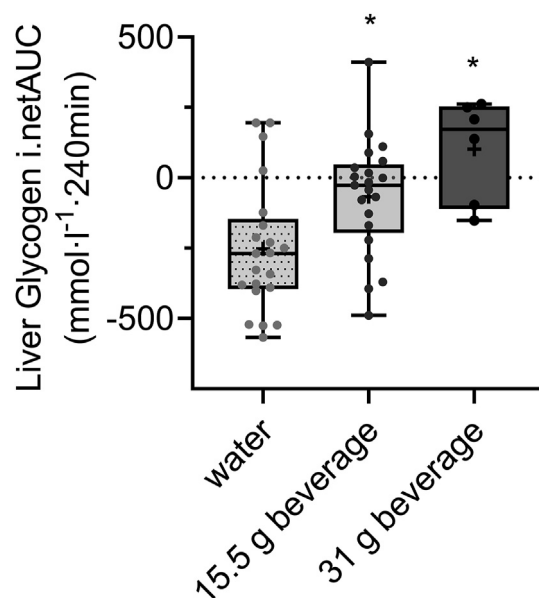 Liver Glycogen i.netAUC
(mmol·l⁻¹·240min)
500
0
-500
*
*
water
15.5 g beverage
31 g beverage